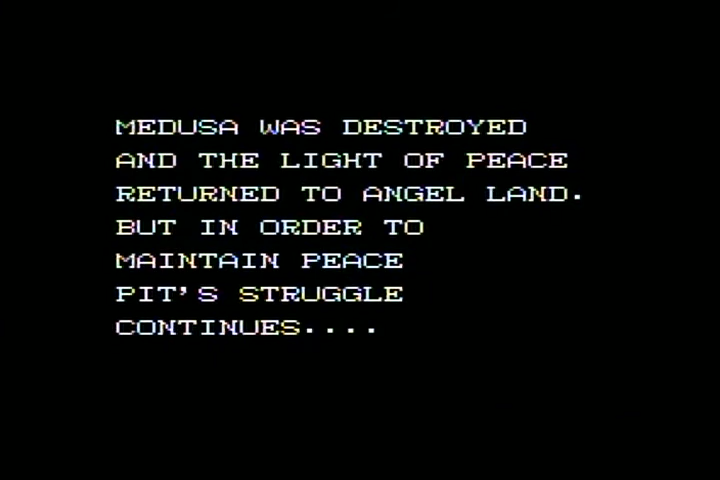 MEDUSA WAS DESTROYED
AND THE LIGHT OF PEACE
RETURNED TO ANGEL LAND.
BUT IN ORDER TO
MAINTAIN PEACE
PIT'S STRUGGLE
CONTINUES....